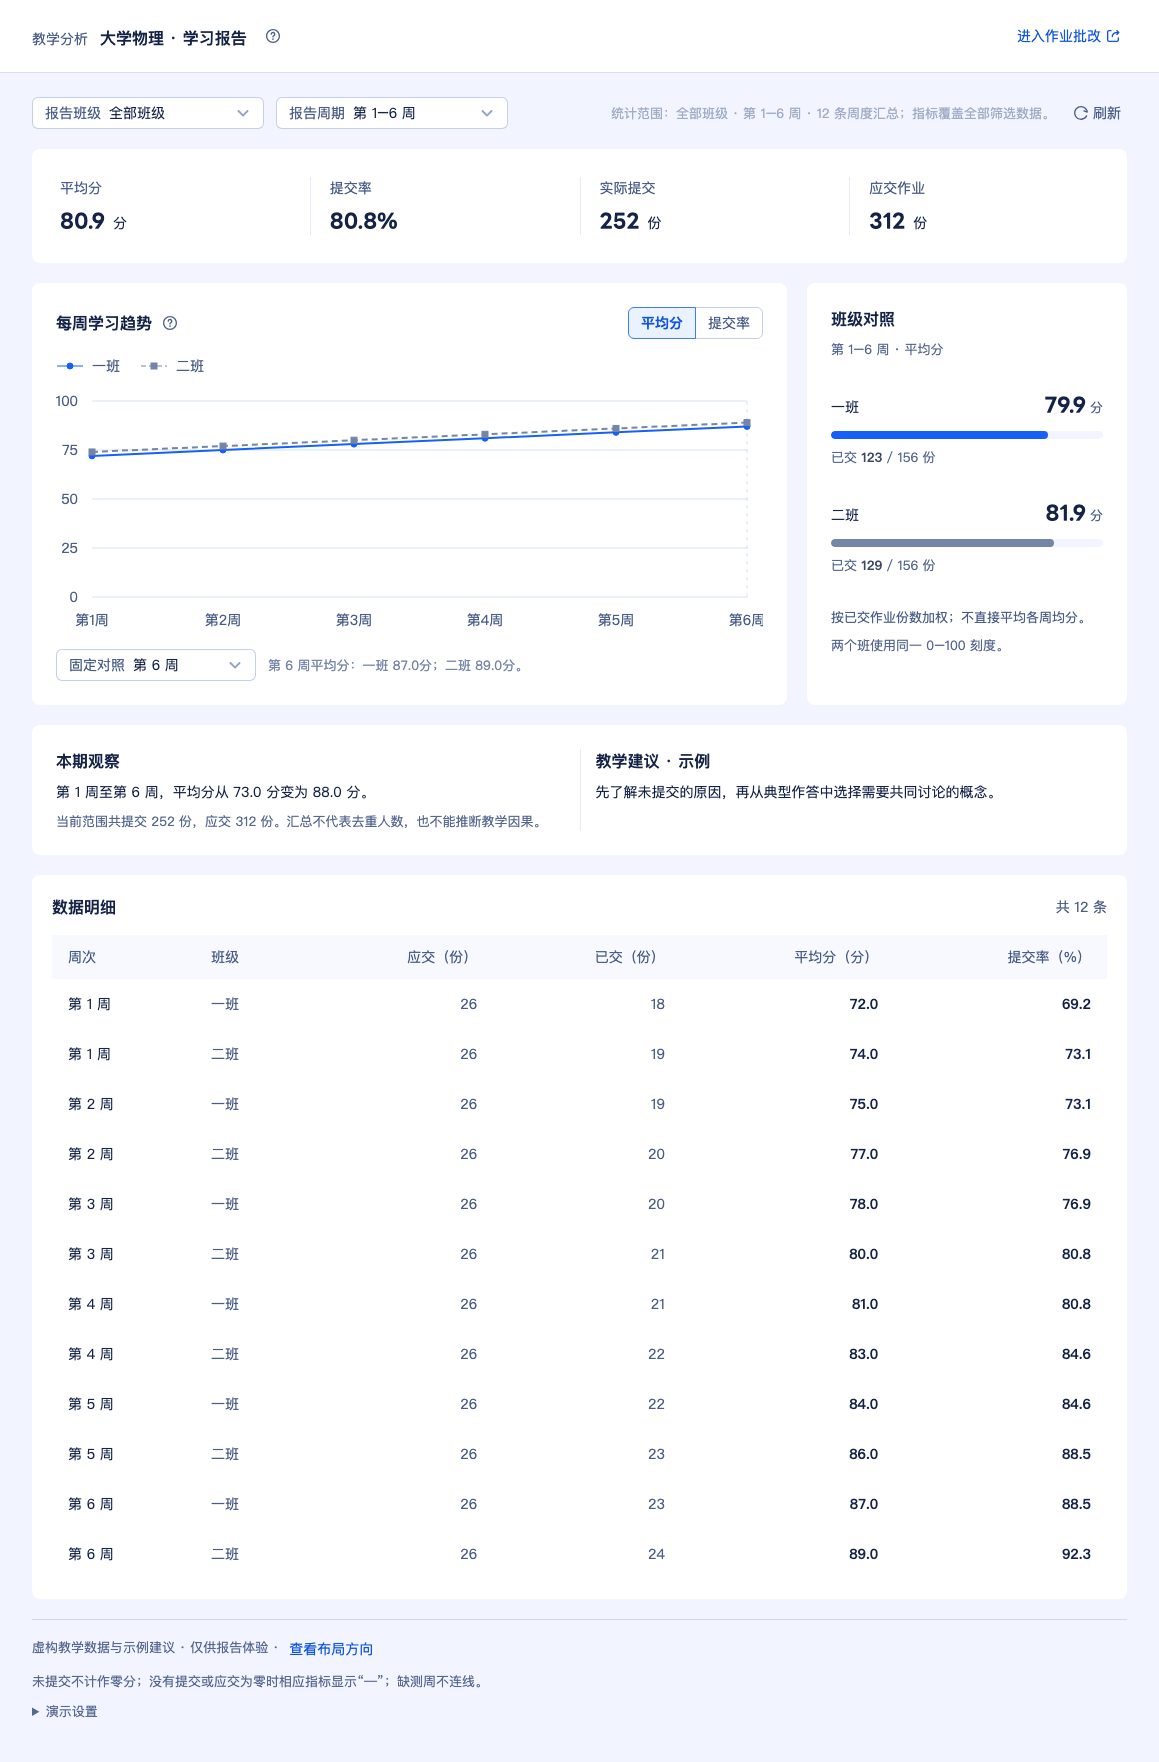 教学分析 大学物理 · 学习报告
进入作业批改
报告班级 全部班级
报告周期 第 1–6 周
统计范围：全部班级 · 第 1–6 周 · 12 条周度汇总；指标覆盖全部筛选数据。
刷新
平均分
80.9 分
提交率
80.8%
实际提交
252 份
应交作业
312 份
每周学习趋势
平均分 提交率
一班 二班
100
75
50
25
0
第1周 第2周 第3周 第4周 第5周 第6周
固定对照 第 6 周
第 6 周平均分：一班 87.0分；二班 89.0分。
班级对照
第 1–6 周 · 平均分
一班 79.9 分
已交 123 / 156 份
二班 81.9 分
已交 129 / 156 份
按已交作业份数加权；不直接平均各周均分。
两个班使用同一 0–100 刻度。
本期观察
第 1 周至第 6 周，平均分从 73.0 分变为 88.0 分。
当前范围共提交 252 份，应交 312 份。汇总不代表去重人数，也不能推断教学因果。
教学建议 · 示例
先了解未提交的原因，再从典型作答中选择需要共同讨论的概念。
数据明细
共 12 条
周次 班级 应交（份） 已交（份） 平均分（分） 提交率（%）
第 1 周 一班 26 18 72.0 69.2
第 1 周 二班 26 19 74.0 73.1
第 2 周 一班 26 19 75.0 73.1
第 2 周 二班 26 20 77.0 76.9
第 3 周 一班 26 20 78.0 76.9
第 3 周 二班 26 21 80.0 80.8
第 4 周 一班 26 21 81.0 80.8
第 4 周 二班 26 22 83.0 84.6
第 5 周 一班 26 22 84.0 84.6
第 5 周 二班 26 23 86.0 88.5
第 6 周 一班 26 23 87.0 88.5
第 6 周 二班 26 24 89.0 92.3
虚构教学数据与示例建议 · 仅供报告体验 · 查看布局方向
未提交不计作零分；没有提交或应交为零时相应指标显示“—”；缺测周不连线。
演示设置